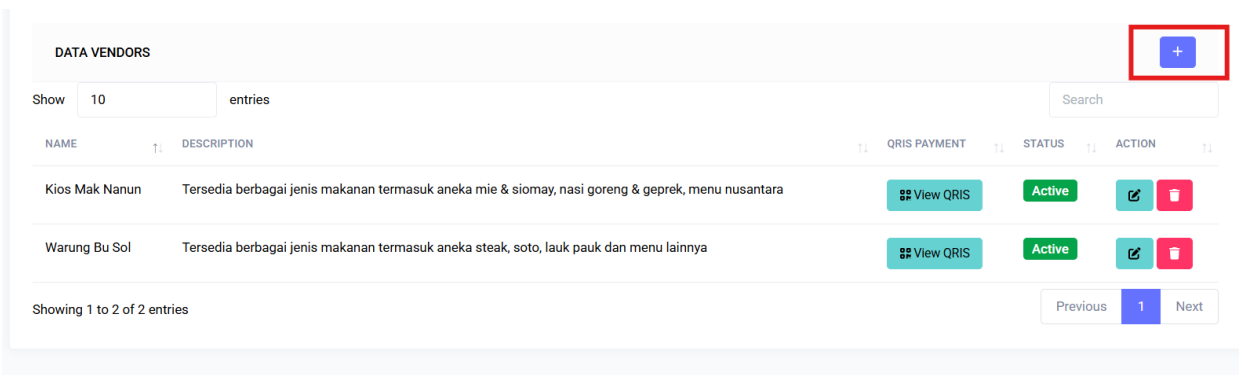 DATA VENDORS
+
Show 10 entries
Search
NAME DESCRIPTION QRIS PAYMENT STATUS ACTION
Kios Mak Nanun Tersedia berbagai jenis makanan termasuk aneka mie & siomay, nasi goreng & geprek, menu nusantara View QRIS Active
Warung Bu Sol Tersedia berbagai jenis makanan termasuk aneka steak, soto, lauk pauk dan menu lainnya View QRIS Active
Showing 1 to 2 of 2 entries
Previous 1 Next